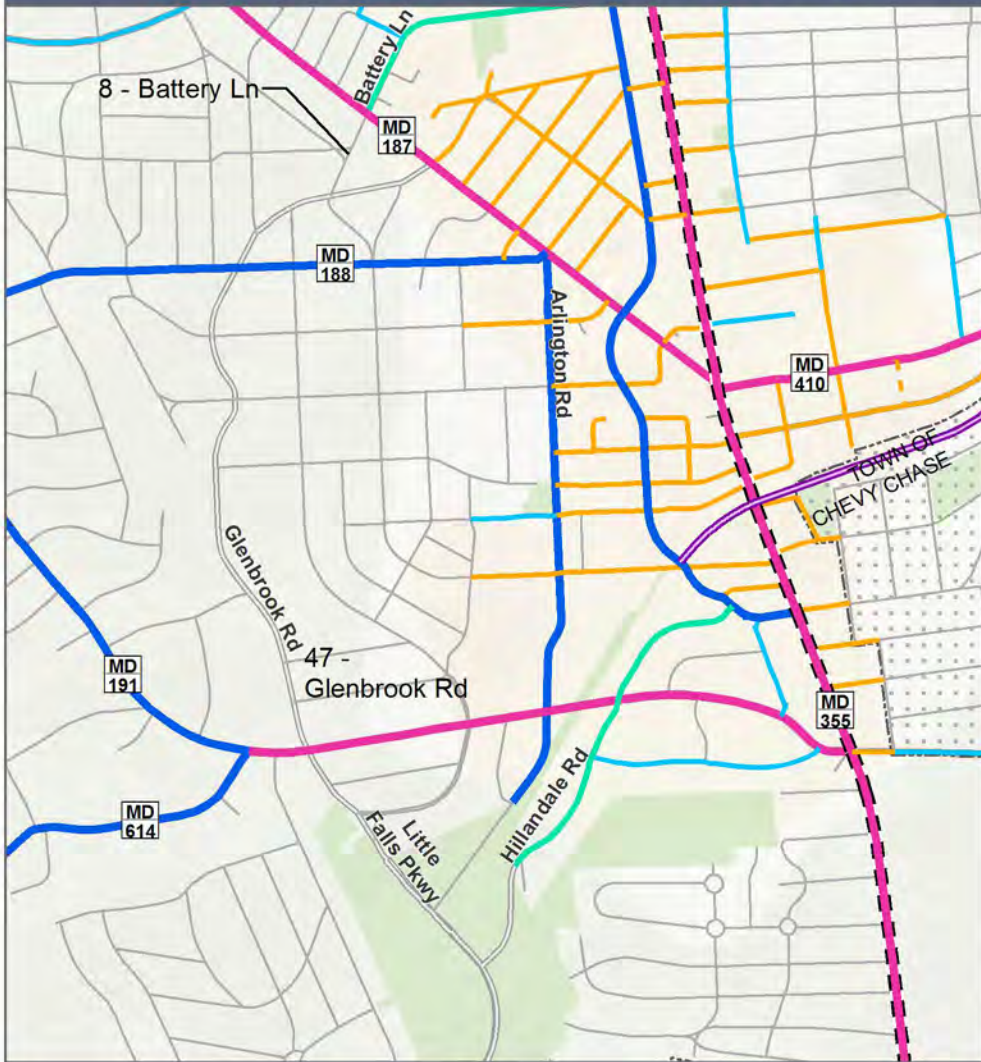 Battery Ln
8 - Battery Ln
MD
187
MD
188
Arlington Rd
MD
410
TOWN OF
CHEVY CHASE
Glenbrook Rd
47 -
Glenbrook Rd
MD
191
MD
355
Hillandale Rd
MD
614
Little
Falls Pkwy